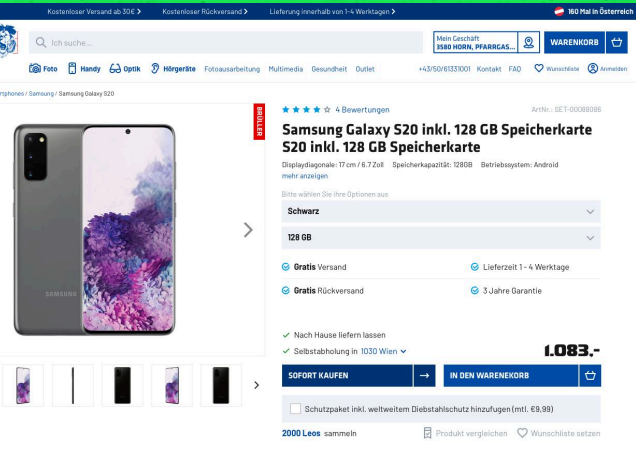 Kostenloser Versand ab 30€ Kostenloser Rückversand Lieferung innerhalb von 1-4 Werktagen 160 Mal in Österreich
Ich suche...
Mein Geschäft
3580 HORN, PFARRGAS...
WARENKORB
Foto Handy Optik Hörgeräte Fotoausarbeitung Multimedia Gesundheit Outlet +43/50/61331001 Kontakt FAQ Wunschliste Anmelden
rtphones / Samsung / Samsung Galaxy S20
BRÜLLER
4 Bewertungen
ArtNr.: SET-00088096
Samsung Galaxy S20 inkl. 128 GB Speicherkarte
S20 inkl. 128 GB Speicherkarte
Displaydiagonale: 17 cm / 6.7 Zoll Speicherkapazität: 128GB Betriebssystem: Android
mehr anzeigen
Bitte wählen Sie ihre Optionen aus
Schwarz
128 GB
Gratis Versand
Lieferzeit 1 - 4 Werktage
Gratis Rückversand
3 Jahre Garantie
SAMSUNG
Nach Hause liefern lassen
Selbstabholung in 1030 Wien
1.083,-
SOFORT KAUFEN
IN DEN WARENEKORB
Schutzpaket inkl. weltweitem Diebstahlschutz hinzufügen (mtl. €9,99)
2000 Leos sammeln
Produkt vergleichen
Wunschliste setzen